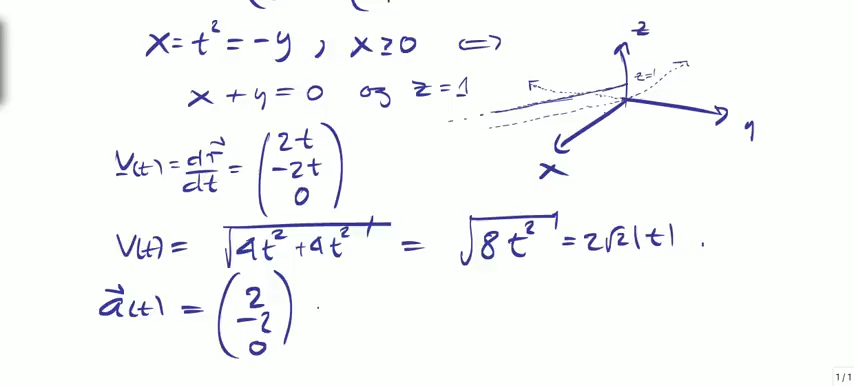 x = t² = -y , x ≥ 0 ⇔
x + y = 0 og z = 1
z
z=1
y
x
v(t) = dr⃗/dt = (2t, -2t, 0)
v(t) = √(4t² + 4t²) = √(8t²) = 2√2|t| .
a⃗(t) = (2, -2, 0) .
1/1